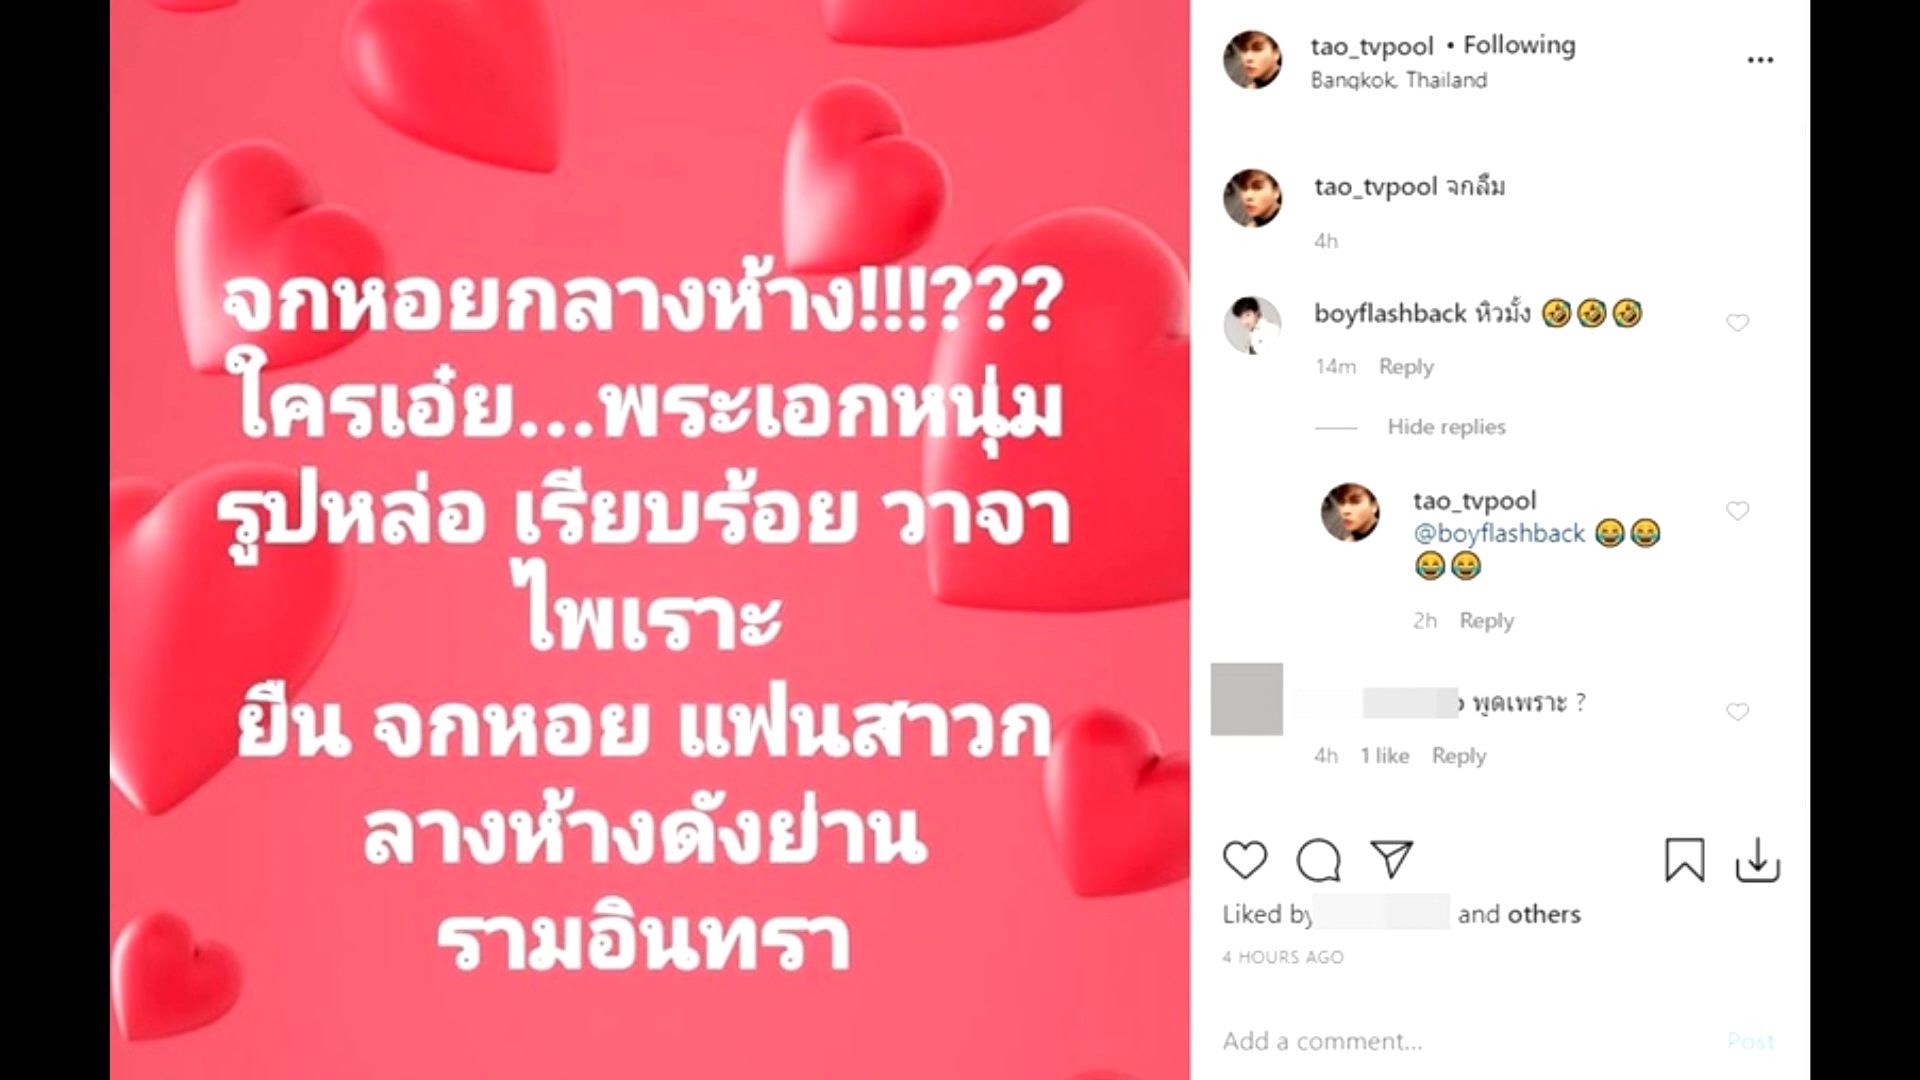 จกหอยกลางห้าง!!!???
ใครเอ๋ย...พระเอกหนุ่ม
รูปหล่อ เรียบร้อย วาจา
ไพเราะ
ยืน จกหอย แฟนสาวก
ลางห้างดังย่าน
รามอินทรา
tao_tvpool • Following
Bangkok, Thailand
tao_tvpool จกลืม
4h
boyflashback หิวมั้ง 🤣🤣🤣
14m Reply
Hide replies
tao_tvpool
@boyflashback 😂😂
😂😂
2h Reply
พูดเพราะ ?
4h 1 like Reply
Liked by and others
4 HOURS AGO
Add a comment...
Post